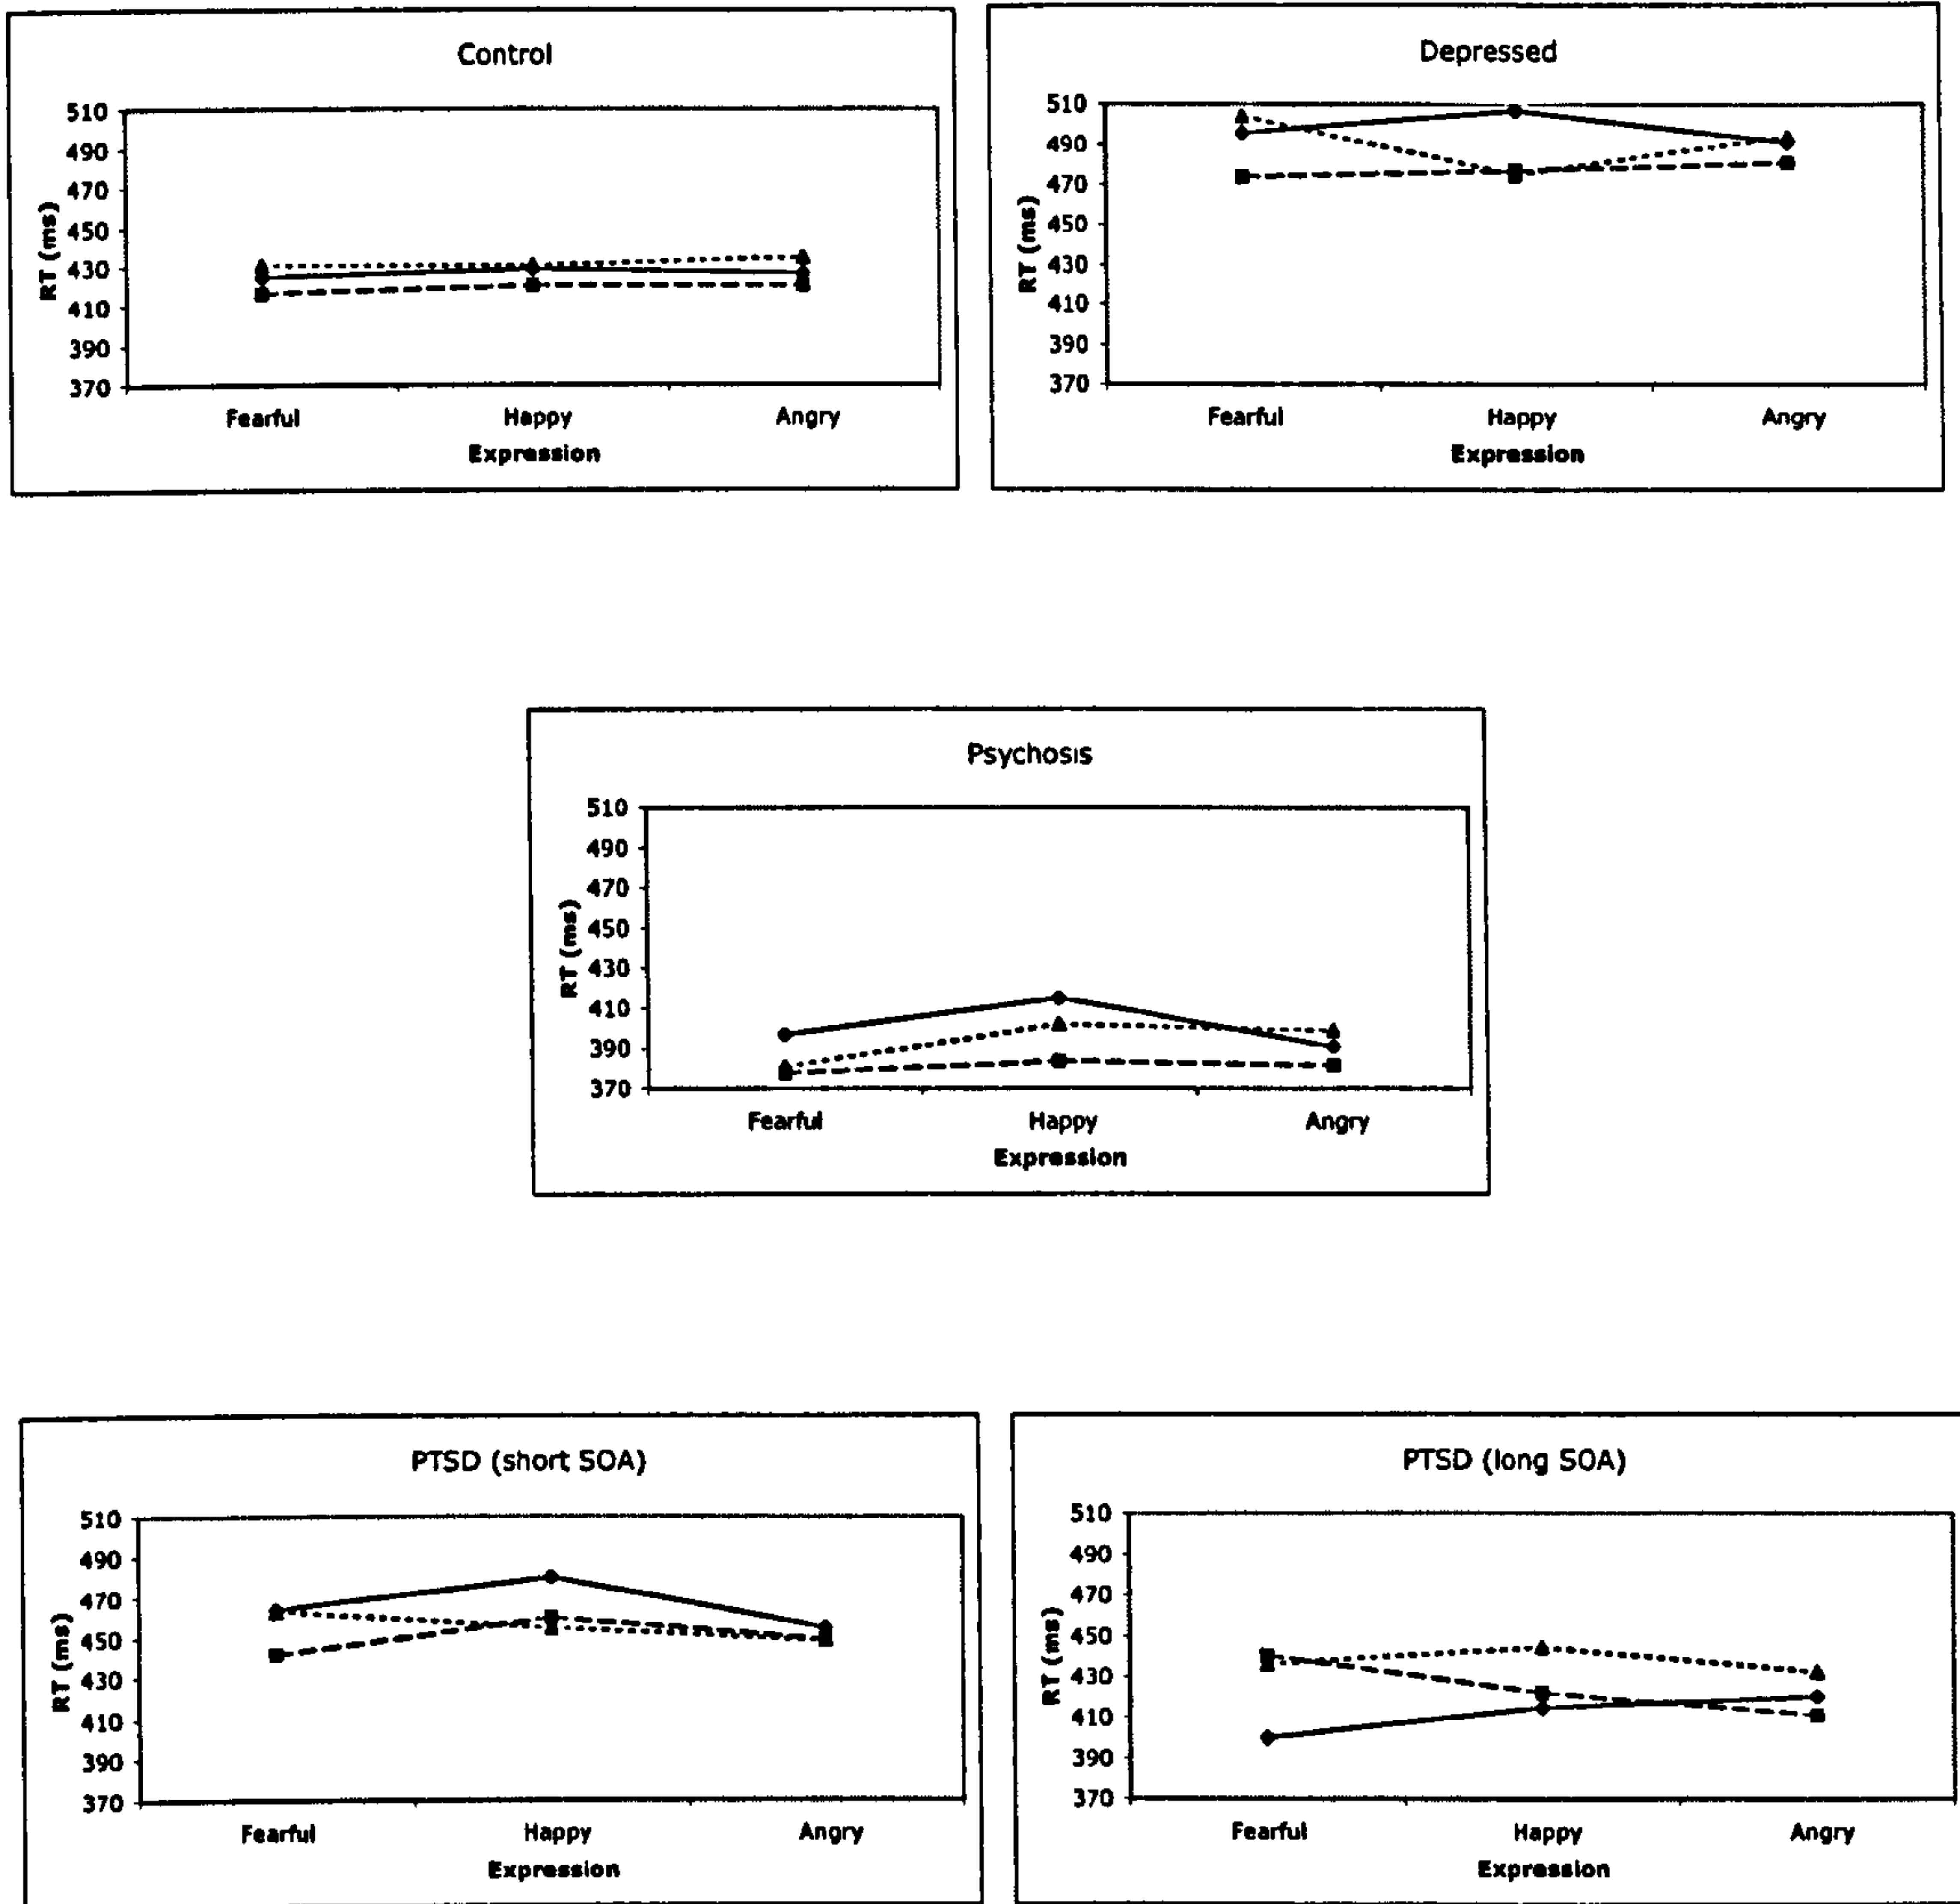 Control
510
490
470
450
430
410
390
370
RT (ms)
Fearful Happy Angry
Expression
Depressed
510
490
470
450
430
410
390
370
RT (ms)
Fearful Happy Angry
Expression
Psychosis
510
490
470
450
430
410
390
370
RT (ms)
Fearful Happy Angry
Expression
PTSD (short SOA)
510
490
470
450
430
410
390
370
RT (ms)
Fearful Happy Angry
Expression
PTSD (long SOA)
510
490
470
450
430
410
390
370
RT (ms)
Fearful Happy Angry
Expression